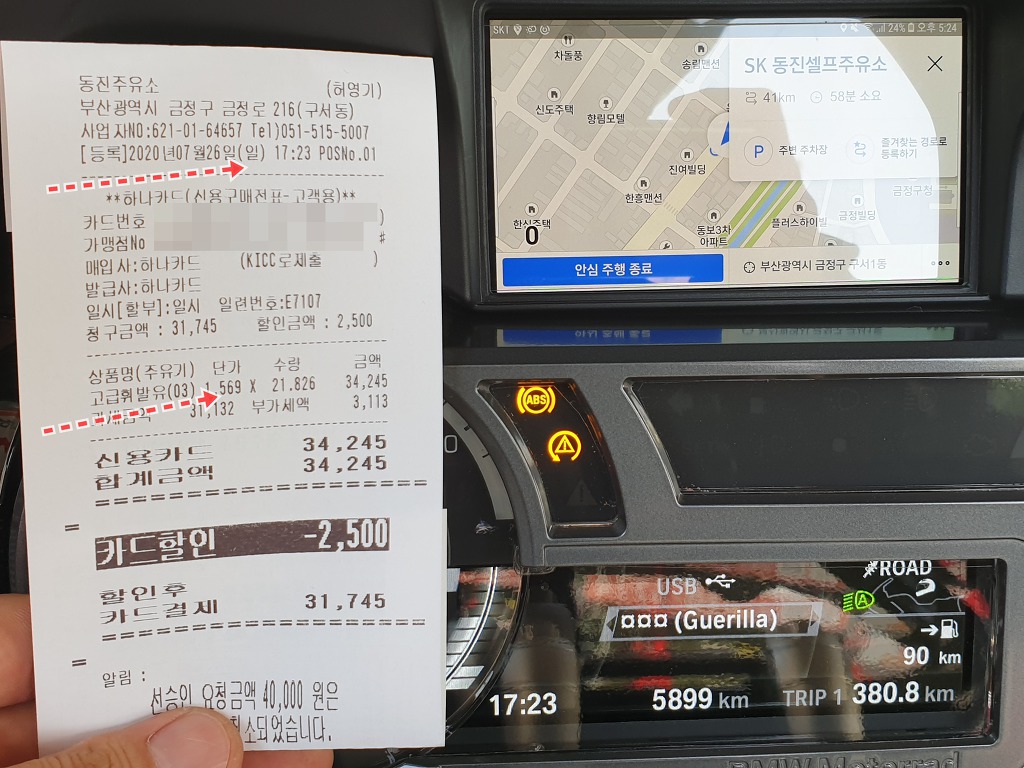 동진주유소 (허영기)
부산광역시 금정구 금정로 216(구서동)
사업자NO:621-01-64657 Tel)051-515-5007
[등록]2020년07월26일(일) 17:23 POSNo.01
**하나카드(신용구매전표-고객용)**
카드번호 )
가맹점No #
매입사:하나카드 (KICC로제출 )
발급사:하나카드
일시[할부]:일시 일련번호:E7107
청구금액 : 31,745 할인금액 : 2,500
상품명(주유기) 단가 수량 금액
고급휘발유(03) 1,569 X 21.826 34,245
31,132 부가세액 3,113
신용카드 34,245
합계금액 34,245
=
카드할인 -2,500
할인후
카드결제 31,745
=
알림 :
선승인 요청금액 40,000 원은
소되었습니다.
SKT 24% 오후 5:24
차돌풍
송림맨션
SK 동진셀프주유소
41km 58분 소요
신도주택
향림모텔
P 주변 주차장
즐겨찾는 경로로
등록하기
진여빌딩
한흥맨션
금정구청
한신주택
0
동보3차
아파트
플러스하이빌
금정빌딩
안심 주행 종료
부산광역시 금정구 구서1동
ABS
0
USB
¤¤¤ (Guerilla)
ROAD
A
90 km
17:23
5899 km
TRIP 1 380.8 km
BMW Motorrad